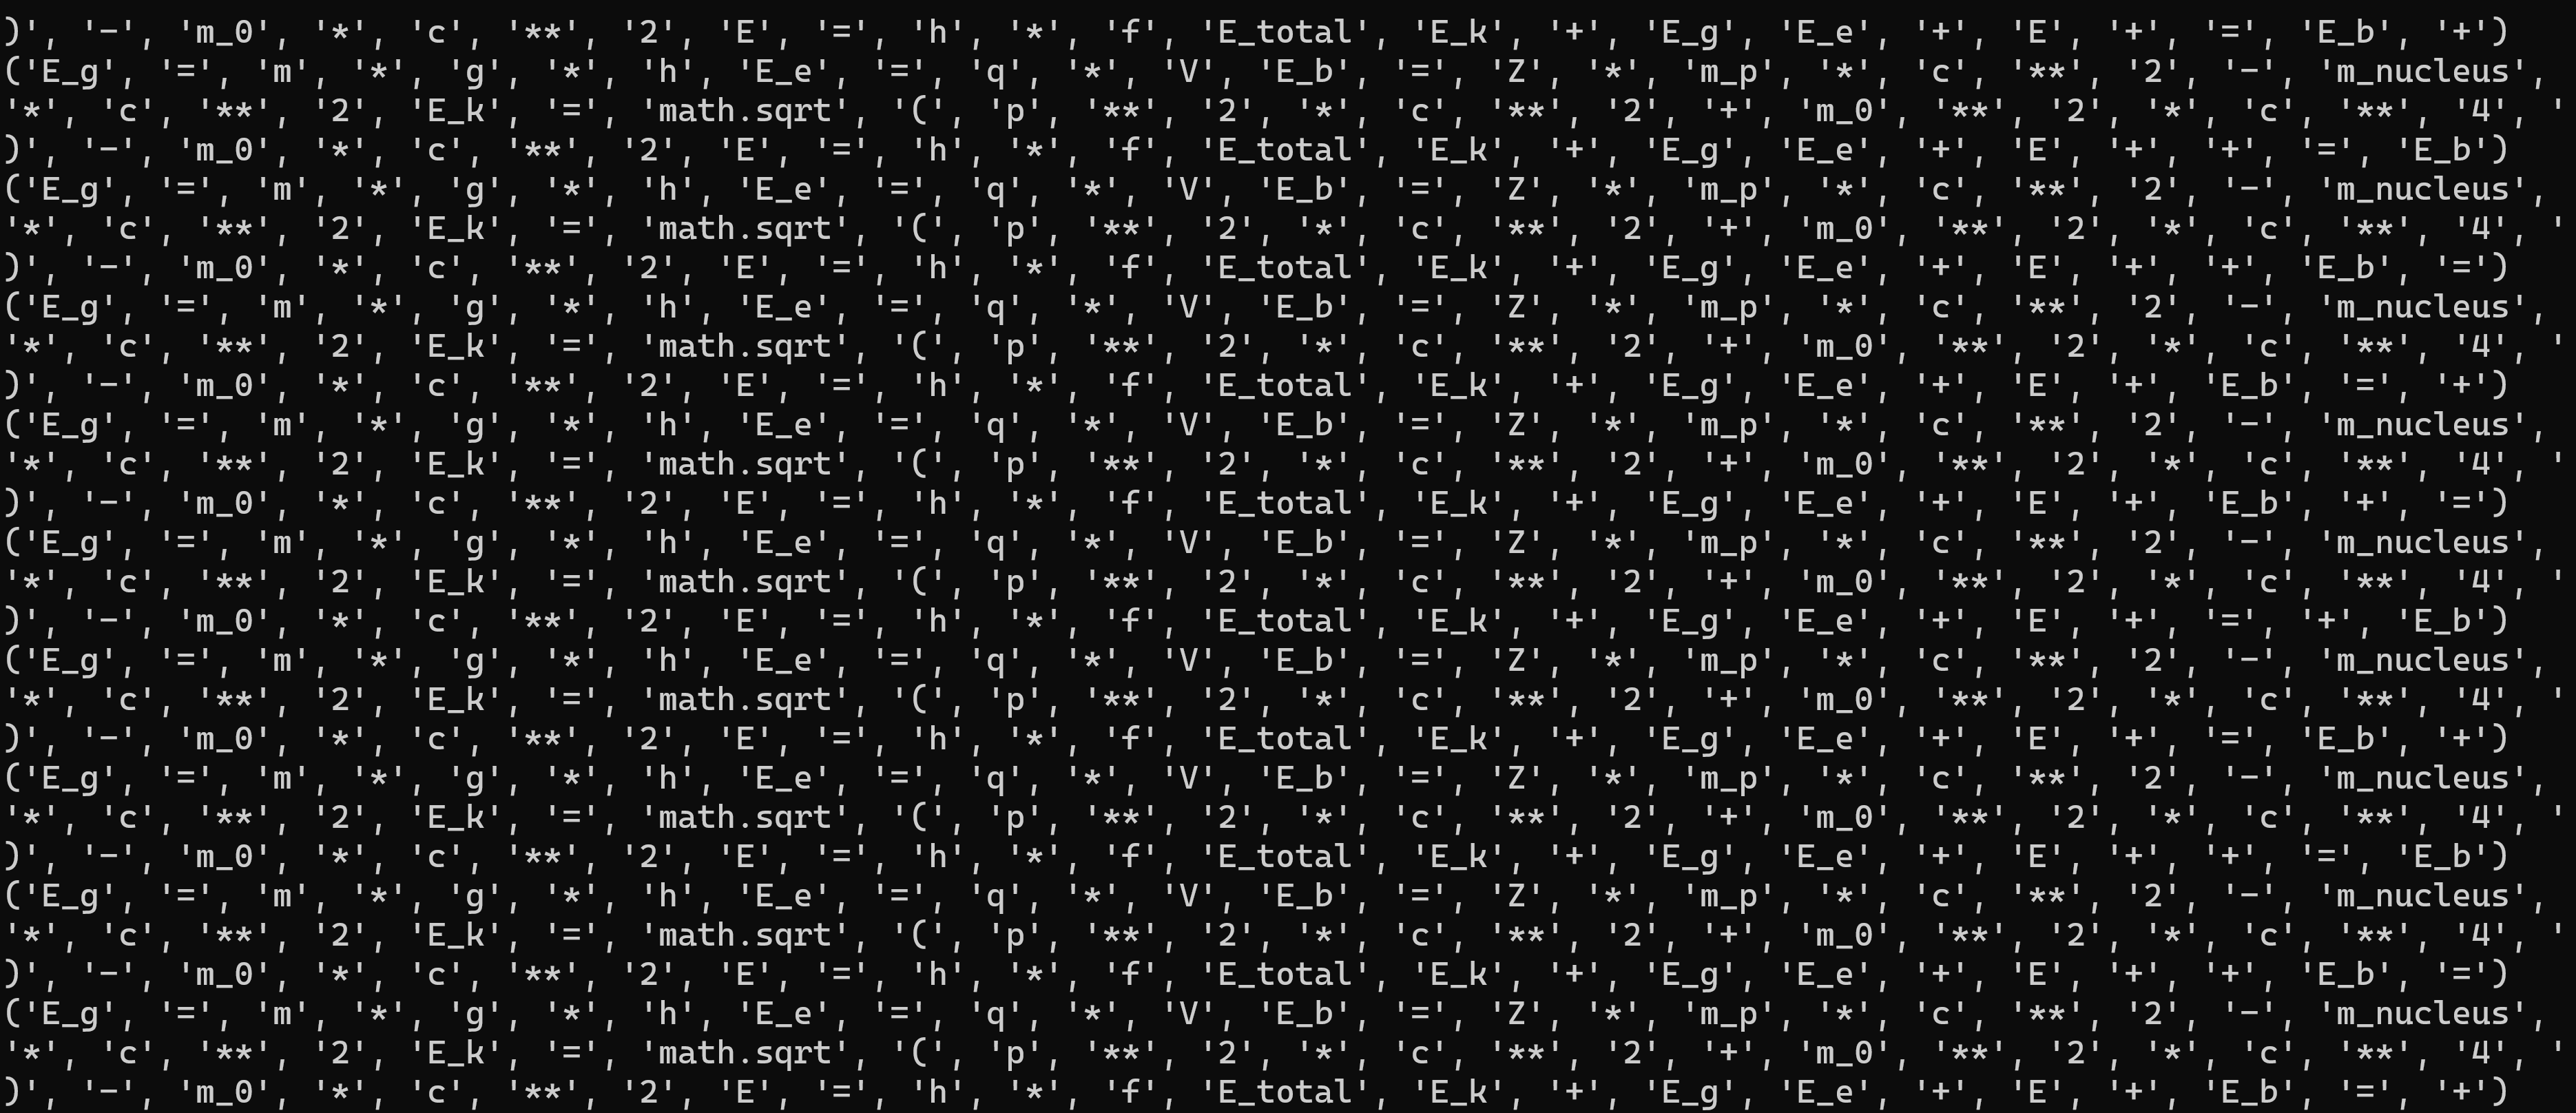 )', '-', 'm_0', '*', 'c', '**', '2', 'E', '=', 'h', '*', 'f', 'E_total', 'E_k', '+', 'E_g', 'E_e', '+', 'E', '+', '=', 'E_b', '+')
('E_g', '=', 'm', '*', 'g', '*', 'h', 'E_e', '=', 'q', '*', 'V', 'E_b', '=', 'Z', '*', 'm_p', '*', 'c', '**', '2', '-', 'm_nucleus',
'*', 'c', '**', '2', 'E_k', '=', 'math.sqrt', '(', 'p', '**', '2', '*', 'c', '**', '2', '+', 'm_0', '**', '2', '*', 'c', '**', '4', '
)', '-', 'm_0', '*', 'c', '**', '2', 'E', '=', 'h', '*', 'f', 'E_total', 'E_k', '+', 'E_g', 'E_e', '+', 'E', '+', '+', '=', 'E_b')
('E_g', '=', 'm', '*', 'g', '*', 'h', 'E_e', '=', 'q', '*', 'V', 'E_b', '=', 'Z', '*', 'm_p', '*', 'c', '**', '2', '-', 'm_nucleus',
'*', 'c', '**', '2', 'E_k', '=', 'math.sqrt', '(', 'p', '**', '2', '*', 'c', '**', '2', '+', 'm_0', '**', '2', '*', 'c', '**', '4', '
)', '-', 'm_0', '*', 'c', '**', '2', 'E', '=', 'h', '*', 'f', 'E_total', 'E_k', '+', 'E_g', 'E_e', '+', 'E', '+', '+', 'E_b', '=')
('E_g', '=', 'm', '*', 'g', '*', 'h', 'E_e', '=', 'q', '*', 'V', 'E_b', '=', 'Z', '*', 'm_p', '*', 'c', '**', '2', '-', 'm_nucleus',
'*', 'c', '**', '2', 'E_k', '=', 'math.sqrt', '(', 'p', '**', '2', '*', 'c', '**', '2', '+', 'm_0', '**', '2', '*', 'c', '**', '4', '
)', '-', 'm_0', '*', 'c', '**', '2', 'E', '=', 'h', '*', 'f', 'E_total', 'E_k', '+', 'E_g', 'E_e', '+', 'E', '+', 'E_b', '=', '+')
('E_g', '=', 'm', '*', 'g', '*', 'h', 'E_e', '=', 'q', '*', 'V', 'E_b', '=', 'Z', '*', 'm_p', '*', 'c', '**', '2', '-', 'm_nucleus',
'*', 'c', '**', '2', 'E_k', '=', 'math.sqrt', '(', 'p', '**', '2', '*', 'c', '**', '2', '+', 'm_0', '**', '2', '*', 'c', '**', '4', '
)', '-', 'm_0', '*', 'c', '**', '2', 'E', '=', 'h', '*', 'f', 'E_total', 'E_k', '+', 'E_g', 'E_e', '+', 'E', '+', 'E_b', '+', '=')
('E_g', '=', 'm', '*', 'g', '*', 'h', 'E_e', '=', 'q', '*', 'V', 'E_b', '=', 'Z', '*', 'm_p', '*', 'c', '**', '2', '-', 'm_nucleus',
'*', 'c', '**', '2', 'E_k', '=', 'math.sqrt', '(', 'p', '**', '2', '*', 'c', '**', '2', '+', 'm_0', '**', '2', '*', 'c', '**', '4', '
)', '-', 'm_0', '*', 'c', '**', '2', 'E', '=', 'h', '*', 'f', 'E_total', 'E_k', '+', 'E_g', 'E_e', '+', 'E', '+', '=', '+', 'E_b')
('E_g', '=', 'm', '*', 'g', '*', 'h', 'E_e', '=', 'q', '*', 'V', 'E_b', '=', 'Z', '*', 'm_p', '*', 'c', '**', '2', '-', 'm_nucleus',
'*', 'c', '**', '2', 'E_k', '=', 'math.sqrt', '(', 'p', '**', '2', '*', 'c', '**', '2', '+', 'm_0', '**', '2', '*', 'c', '**', '4', '
)', '-', 'm_0', '*', 'c', '**', '2', 'E', '=', 'h', '*', 'f', 'E_total', 'E_k', '+', 'E_g', 'E_e', '+', 'E', '+', '=', 'E_b', '+')
('E_g', '=', 'm', '*', 'g', '*', 'h', 'E_e', '=', 'q', '*', 'V', 'E_b', '=', 'Z', '*', 'm_p', '*', 'c', '**', '2', '-', 'm_nucleus',
'*', 'c', '**', '2', 'E_k', '=', 'math.sqrt', '(', 'p', '**', '2', '*', 'c', '**', '2', '+', 'm_0', '**', '2', '*', 'c', '**', '4', '
)', '-', 'm_0', '*', 'c', '**', '2', 'E', '=', 'h', '*', 'f', 'E_total', 'E_k', '+', 'E_g', 'E_e', '+', 'E', '+', '+', '=', 'E_b')
('E_g', '=', 'm', '*', 'g', '*', 'h', 'E_e', '=', 'q', '*', 'V', 'E_b', '=', 'Z', '*', 'm_p', '*', 'c', '**', '2', '-', 'm_nucleus',
'*', 'c', '**', '2', 'E_k', '=', 'math.sqrt', '(', 'p', '**', '2', '*', 'c', '**', '2', '+', 'm_0', '**', '2', '*', 'c', '**', '4', '
)', '-', 'm_0', '*', 'c', '**', '2', 'E', '=', 'h', '*', 'f', 'E_total', 'E_k', '+', 'E_g', 'E_e', '+', 'E', '+', '+', 'E_b', '=')
('E_g', '=', 'm', '*', 'g', '*', 'h', 'E_e', '=', 'q', '*', 'V', 'E_b', '=', 'Z', '*', 'm_p', '*', 'c', '**', '2', '-', 'm_nucleus',
'*', 'c', '**', '2', 'E_k', '=', 'math.sqrt', '(', 'p', '**', '2', '*', 'c', '**', '2', '+', 'm_0', '**', '2', '*', 'c', '**', '4', '
)', '-', 'm_0', '*', 'c', '**', '2', 'E', '=', 'h', '*', 'f', 'E_total', 'E_k', '+', 'E_g', 'E_e', '+', 'E', '+', 'E_b', '=', '+')